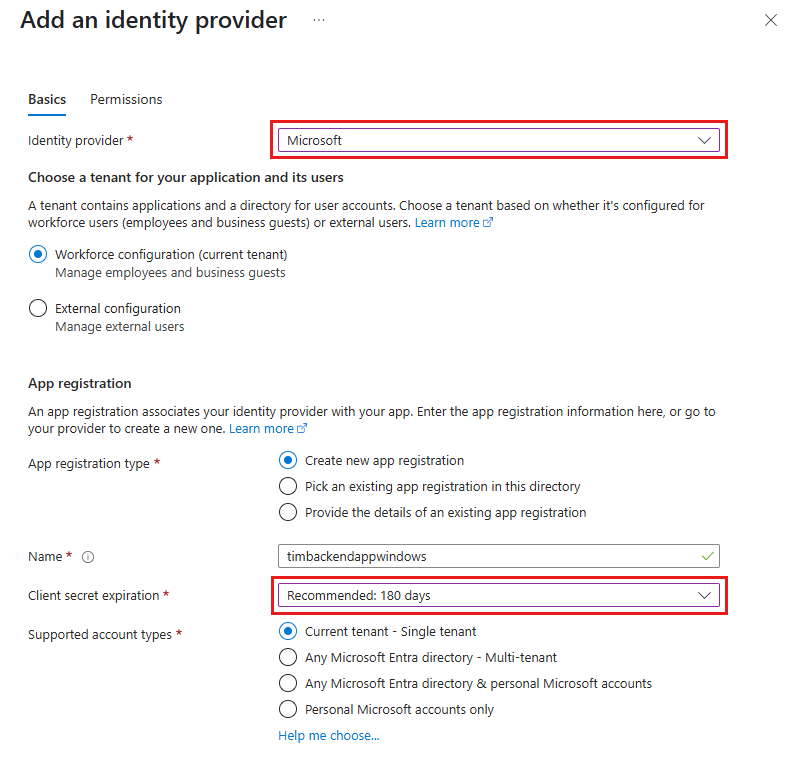 Add an identity provider ...
Basics Permissions
Identity provider * Microsoft
Choose a tenant for your application and its users
A tenant contains applications and a directory for user accounts. Choose a tenant based on whether it's configured for
workforce users (employees and business guests) or external users. Learn more
Workforce configuration (current tenant)
Manage employees and business guests
External configuration
Manage external users
App registration
An app registration associates your identity provider with your app. Enter the app registration information here, or go to
your provider to create a new one. Learn more
App registration type * Create new app registration
Pick an existing app registration in this directory
Provide the details of an existing app registration
Name * timbackendappwindows
Client secret expiration * Recommended: 180 days
Supported account types * Current tenant - Single tenant
Any Microsoft Entra directory - Multi-tenant
Any Microsoft Entra directory & personal Microsoft accounts
Personal Microsoft accounts only
Help me choose...